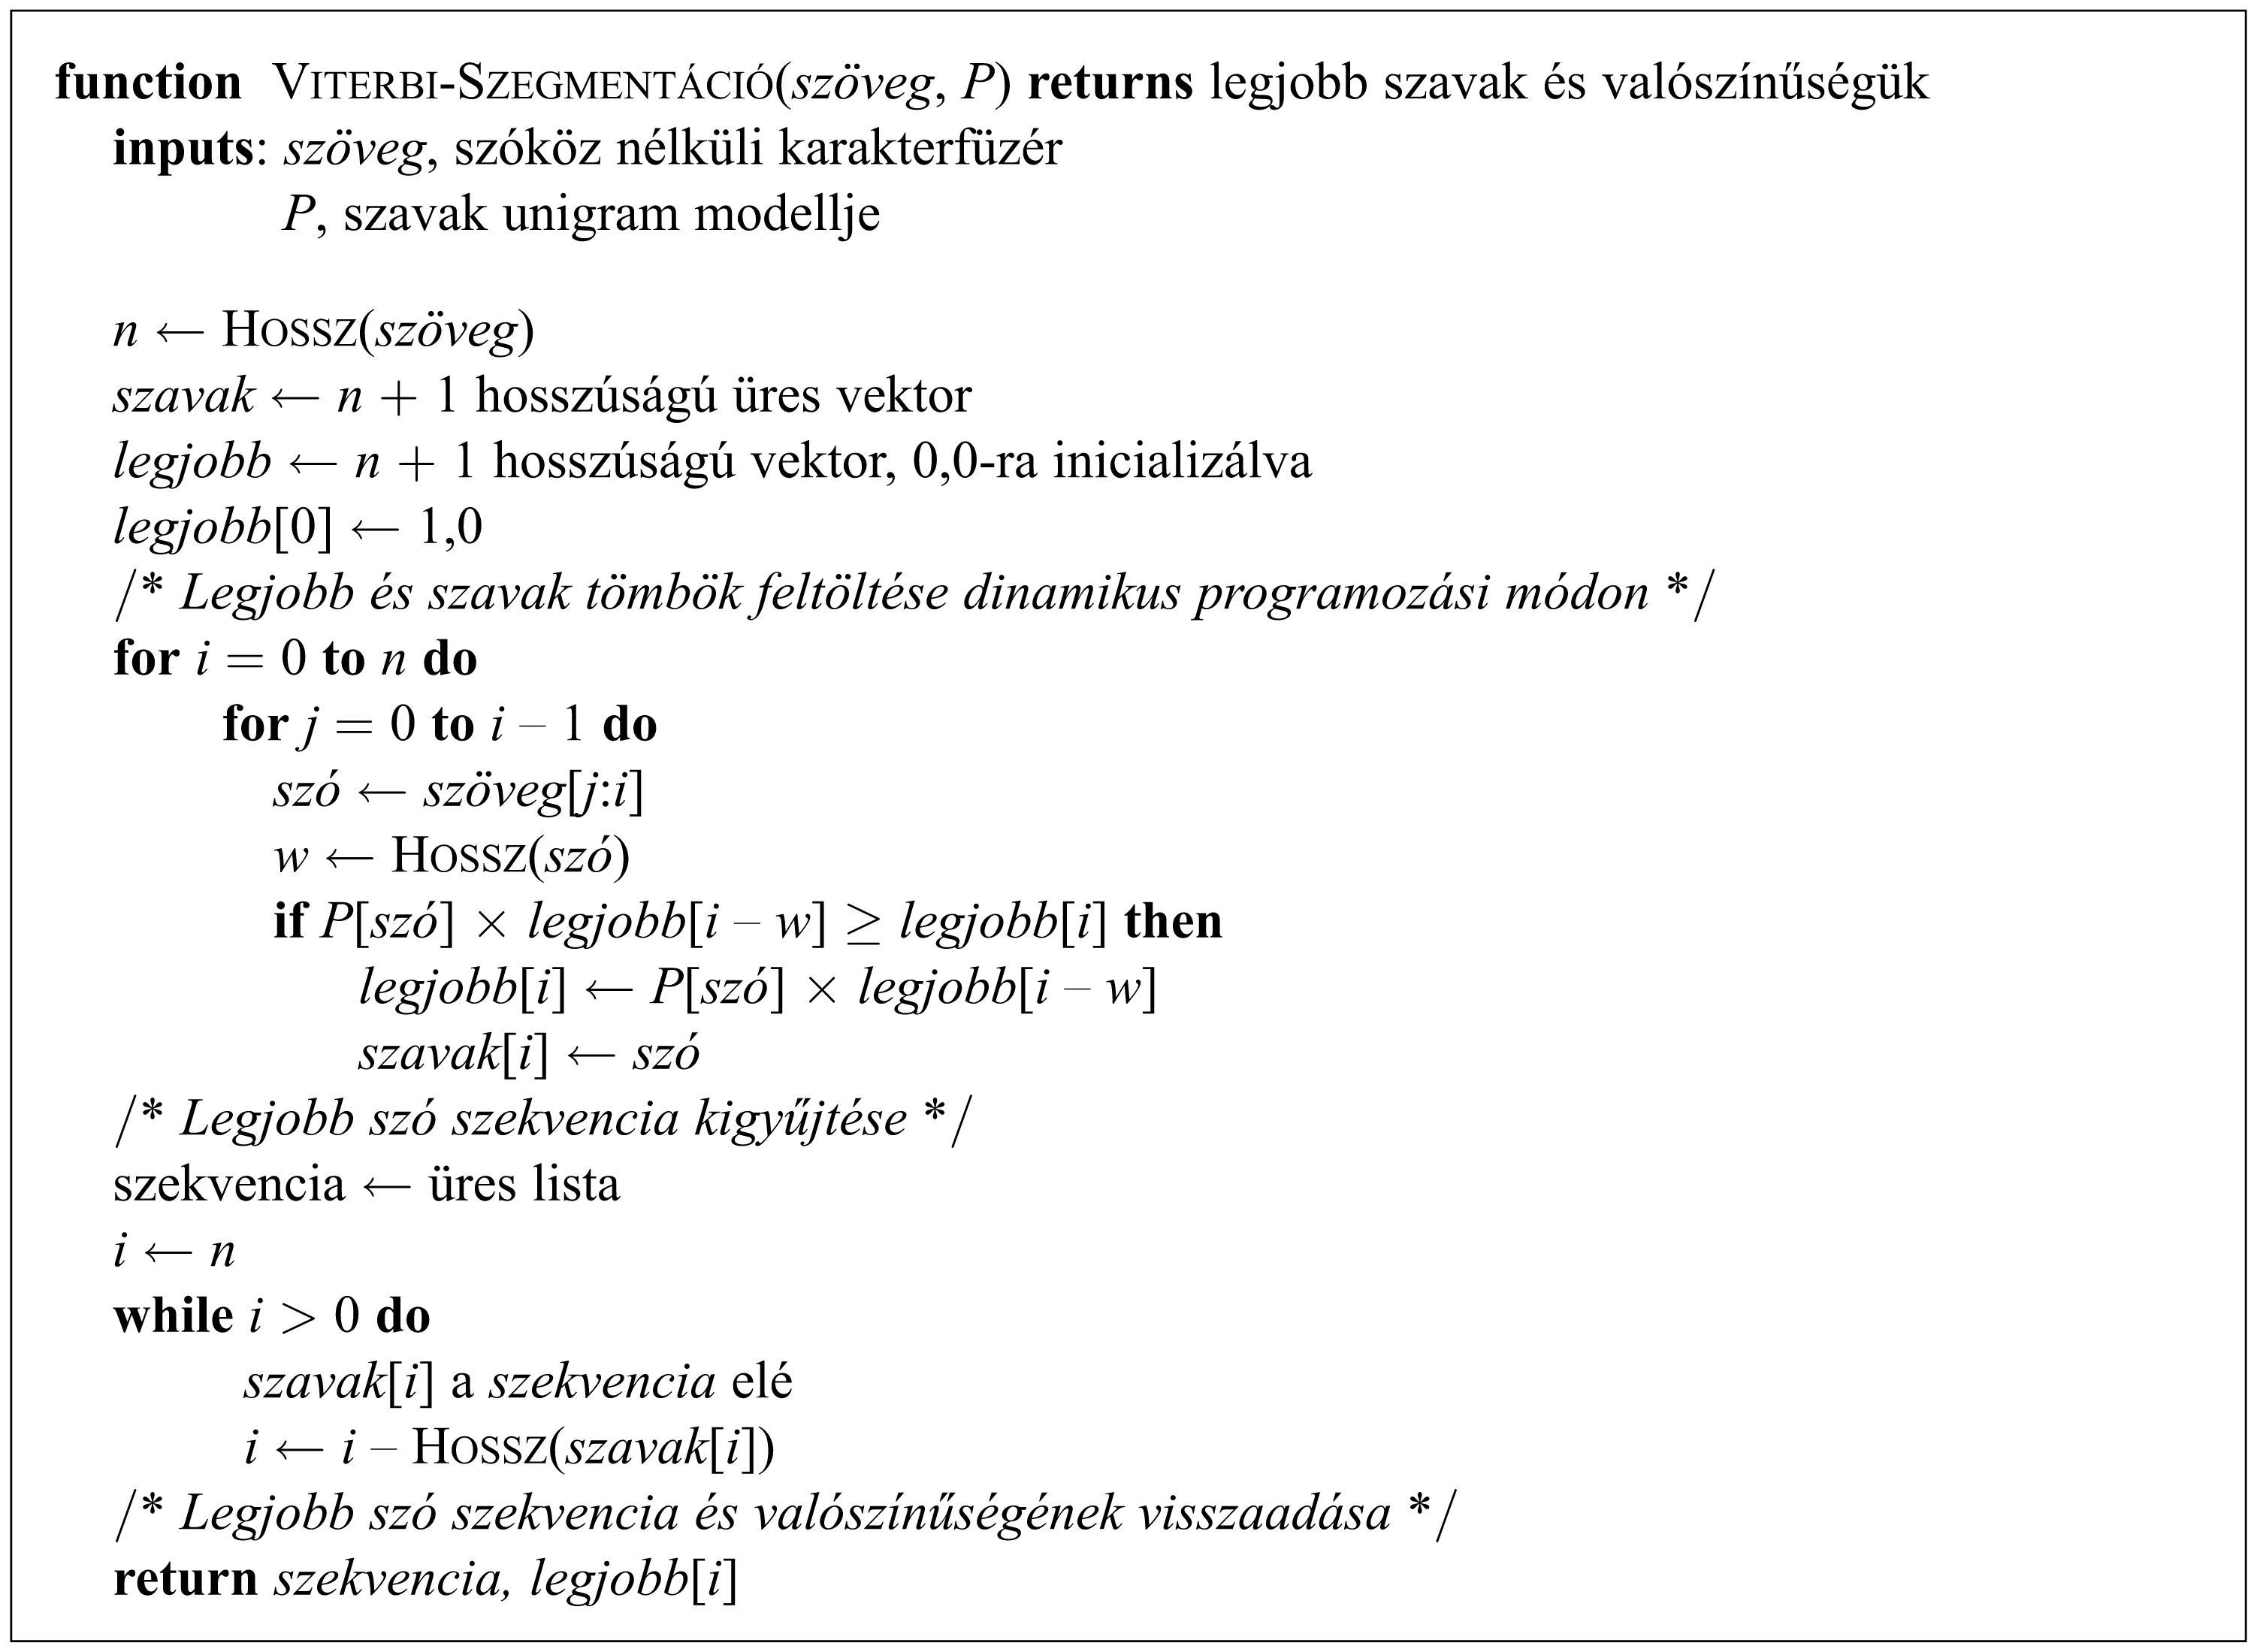 function VITERBI-SZEGMENTÁCIÓ(szöveg, P) returns legjobb szavak és valószínűségük
inputs: szöveg, szóköz nélküli karakterfüzér
P, szavak unigram modellje
n ← HOSSZ(szöveg)
szavak ← n + 1 hosszúságú üres vektor
legjobb ← n + 1 hosszúságú vektor, 0,0-ra inicializálva
legjobb[0] ← 1,0
/* Legjobb és szavak tömbök feltöltése dinamikus programozási módon */
for i = 0 to n do
for j = 0 to i – 1 do
szó ← szöveg[j:i]
w ← HOSSZ(szó)
if P[szó] × legjobb[i – w] ≥ legjobb[i] then
legjobb[i] ← P[szó] × legjobb[i – w]
szavak[i] ← szó
/* Legjobb szó szekvencia kigyűjtése */
szekvencia ← üres lista
i ← n
while i > 0 do
szavak[i] a szekvencia elé
i ← i – HOSSZ(szavak[i])
/* Legjobb szó szekvencia és valószínűségének visszaadása */
return szekvencia, legjobb[i]